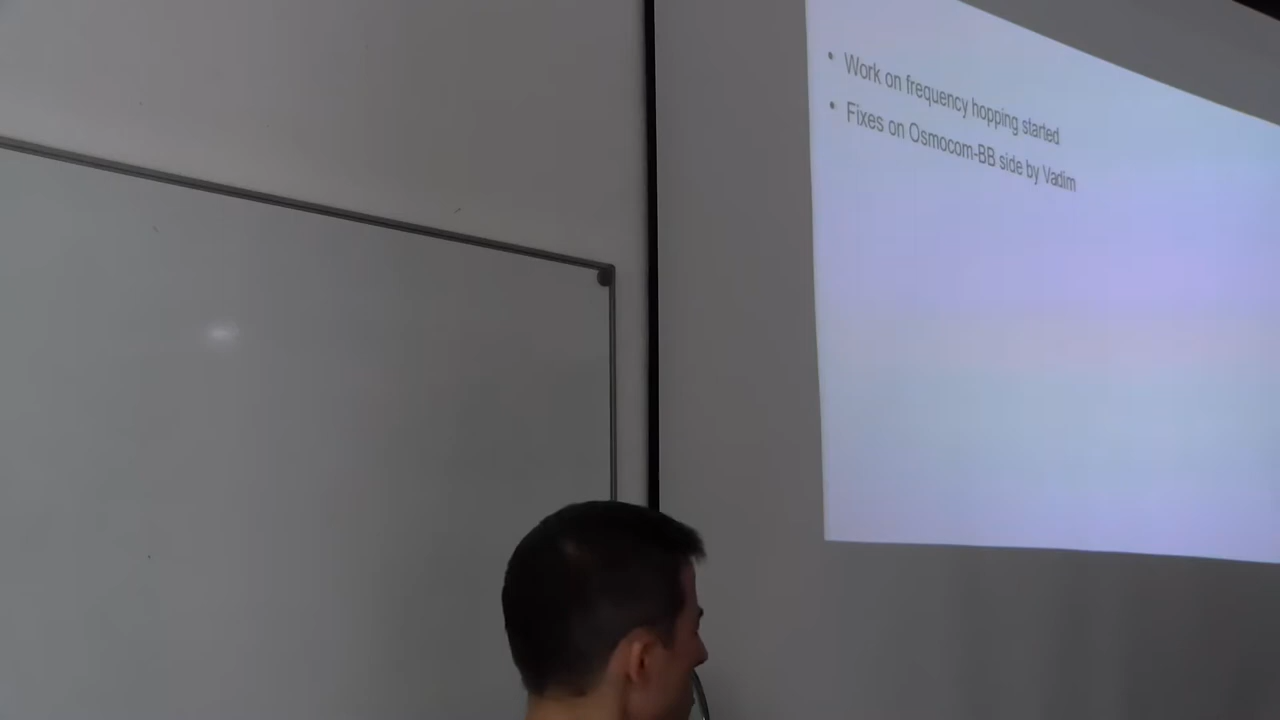 • Work on frequency hopping started
• Fixes on Osmocom-BB side by Vadim